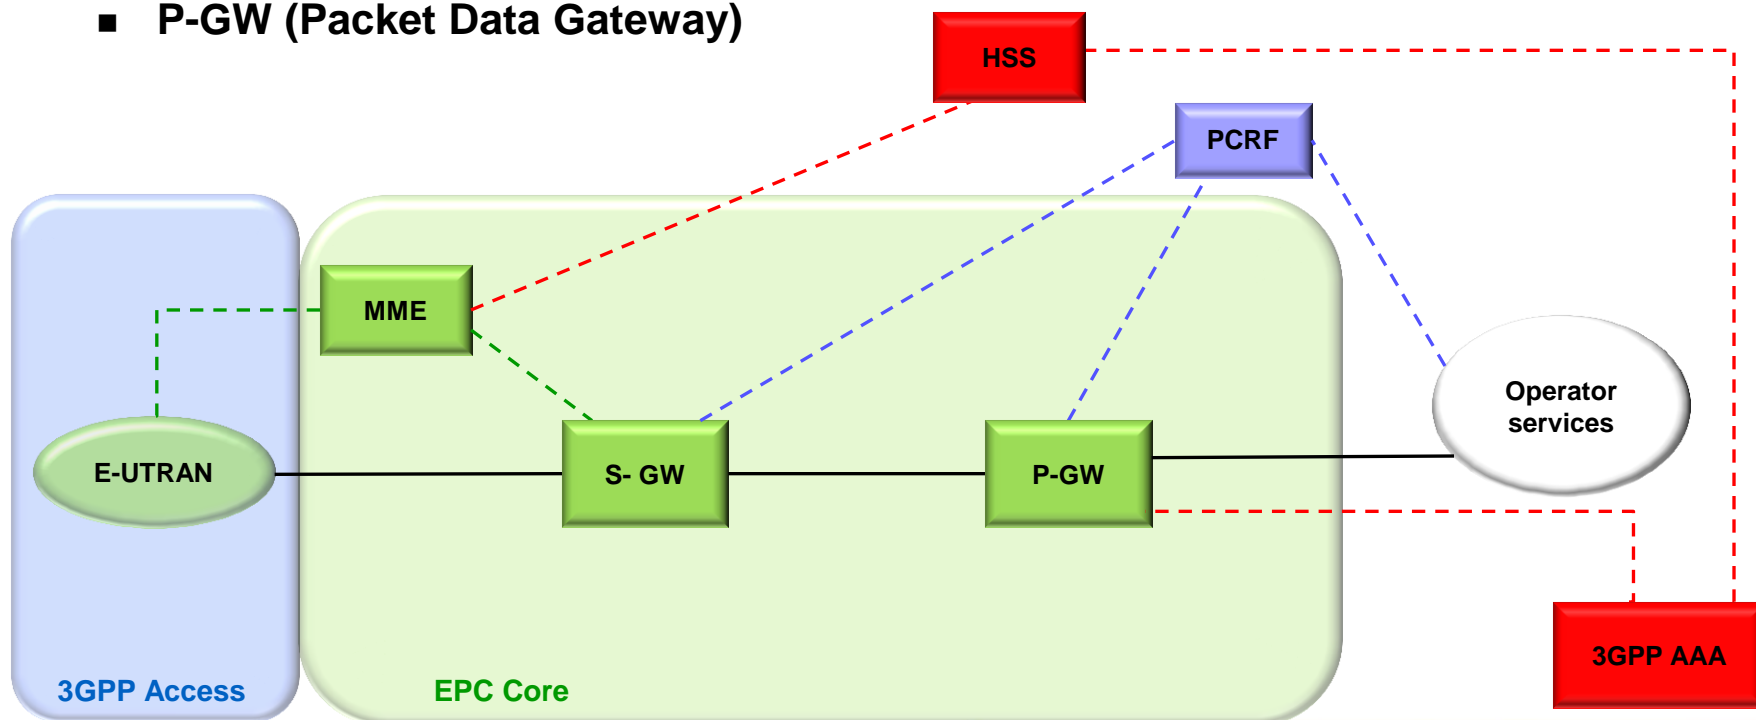 ■ P-GW (Packet Data Gateway)
HSS
PCRF
MME
Operator
services
E-UTRAN
S- GW
P-GW
3GPP AAA
3GPP Access
EPC Core